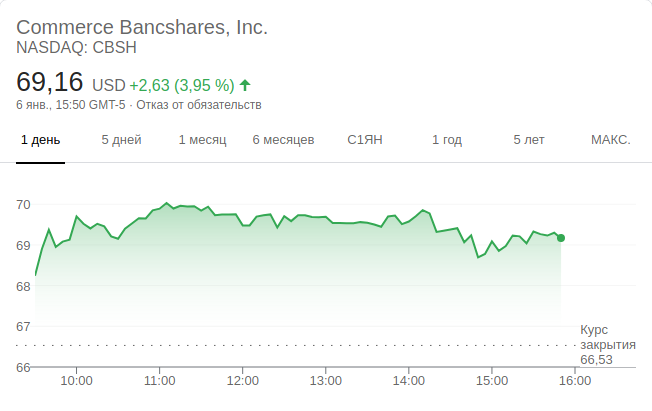 Commerce Bancshares, Inc.
NASDAQ: CBSH
69,16 USD +2,63 (3,95 %)
6 янв., 15:50 GMT-5 · Отказ от обязательств
1 день 5 дней 1 месяц 6 месяцев С1ЯН 1 год 5 лет МАКС.
70
69
68
67
66
Курс
закрытия
66,53
10:00 11:00 12:00 13:00 14:00 15:00 16:00